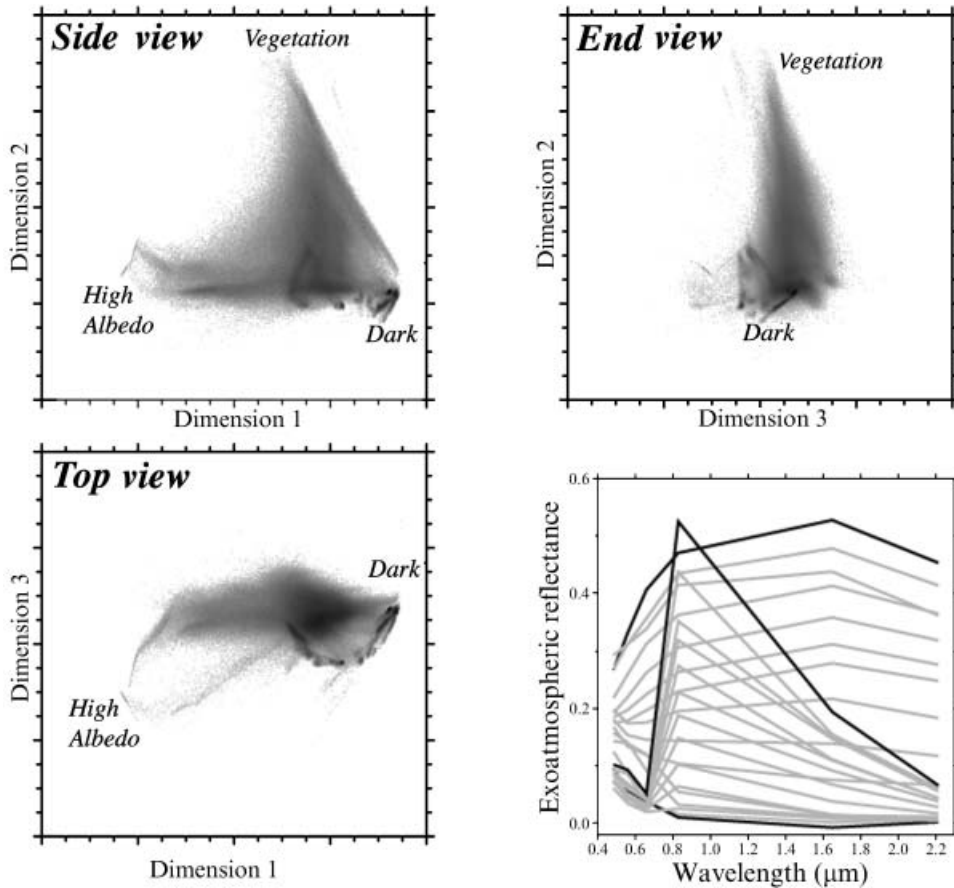 Side view
Vegetation
High
Albedo
Dark
Dimension 2
Dimension 1
End view
Vegetation
Dark
Dimension 2
Dimension 3
Top view
Dark
High
Albedo
Dimension 3
Dimension 1
0.6
0.4
0.2
0.0
Exoatmospheric reflectance
0.4 0.6 0.8 1.0 1.2 1.4 1.6 1.8 2.0 2.2
Wavelength (μm)